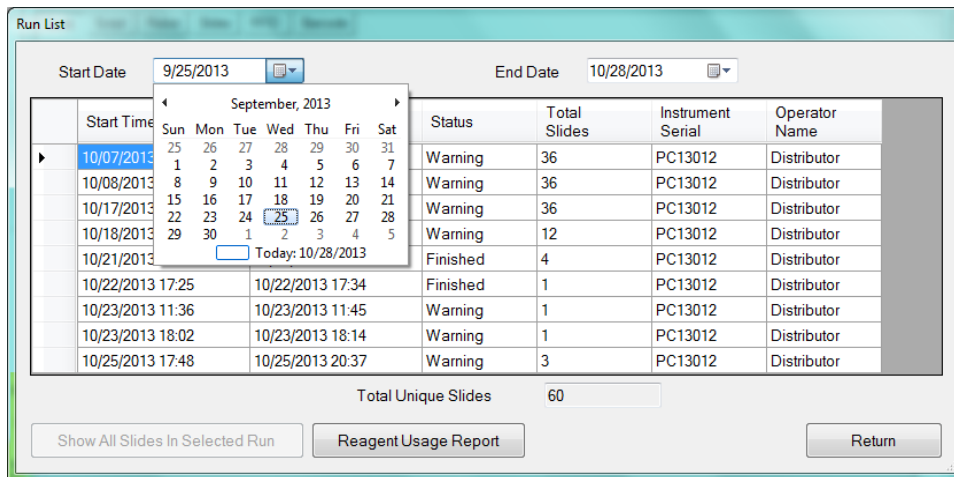 Run List
Start Date 9/25/2013 End Date 10/28/2013
September, 2013
Sun Mon Tue Wed Thu Fri Sat
25 26 27 28 29 30 31
1 2 3 4 5 6 7
8 9 10 11 12 13 14
15 16 17 18 19 20 21
22 23 24 25 26 27 28
29 30 1 2 3 4 5
Today: 10/28/2013
Start Time Status Total Slides Instrument Serial Operator Name
10/07/2013 Warning 36 PC13012 Distributor
10/08/2013 Warning 36 PC13012 Distributor
10/17/2013 Warning 36 PC13012 Distributor
10/18/2013 Warning 12 PC13012 Distributor
10/21/2013 Finished 4 PC13012 Distributor
10/22/2013 17:25 10/22/2013 17:34 Finished 1 PC13012 Distributor
10/23/2013 11:36 10/23/2013 11:45 Warning 1 PC13012 Distributor
10/23/2013 18:02 10/23/2013 18:14 Warning 1 PC13012 Distributor
10/25/2013 17:48 10/25/2013 20:37 Warning 3 PC13012 Distributor
Total Unique Slides 60
Show All Slides In Selected Run Reagent Usage Report Return